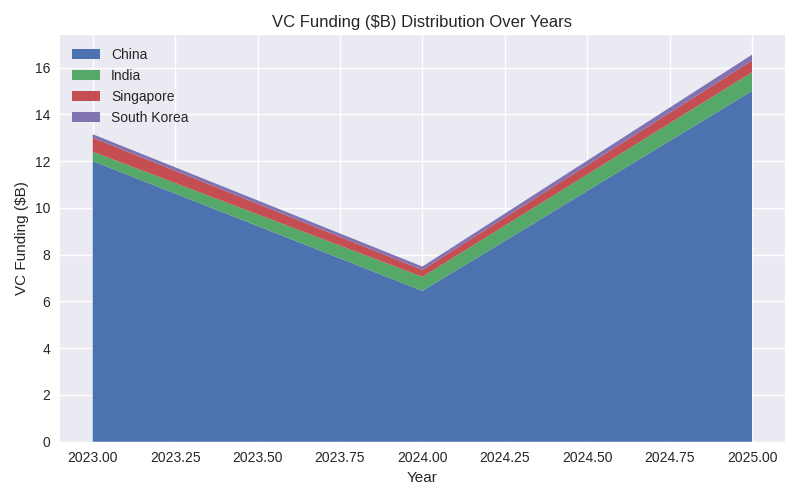 VC Funding ($B) Distribution Over Years
China
India
Singapore
South Korea
VC Funding ($B)
16
14
12
10
8
6
4
2
0
2023.00 2023.25 2023.50 2023.75 2024.00 2024.25 2024.50 2024.75 2025.00
Year